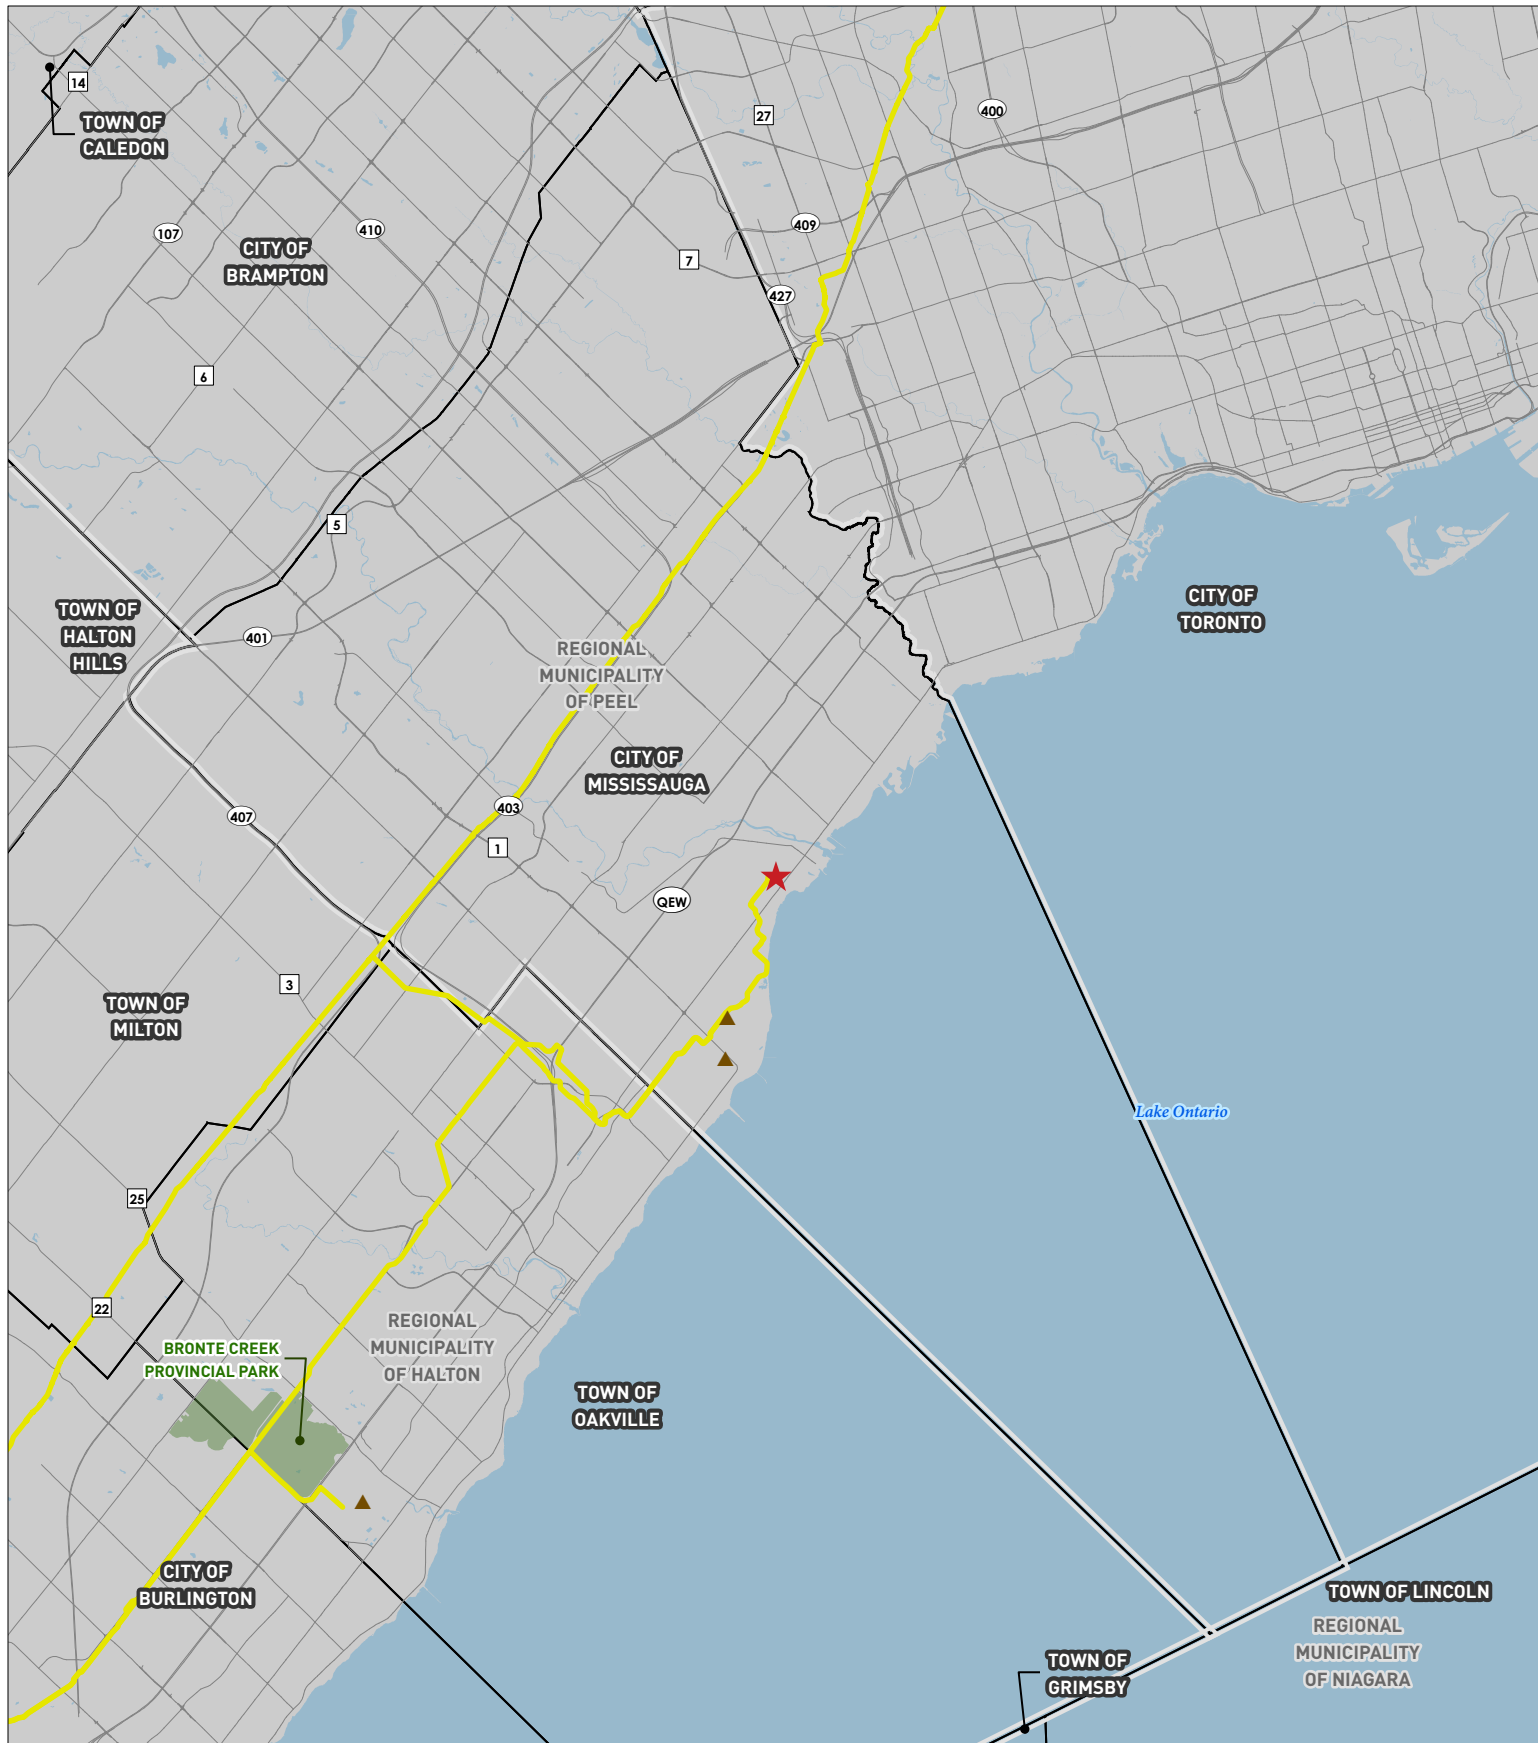 14
TOWN OF
CALEDON
27
400
107
410
409
CITY OF
BRAMPTON
7
427
6
5
TOWN OF
HALTON
HILLS
401
CITY OF
TORONTO
REGIONAL
MUNICIPALITY
OF PEEL
CITY OF
MISSISSAUGA
403
407
1
QEW
3
TOWN OF
MILTON
Lake Ontario
25
22
BRONTE CREEK
PROVINCIAL PARK
REGIONAL
MUNICIPALITY
OF HALTON
TOWN OF
OAKVILLE
CITY OF
BURLINGTON
TOWN OF LINCOLN
REGIONAL
MUNICIPALITY
OF NIAGARA
TOWN OF
GRIMSBY